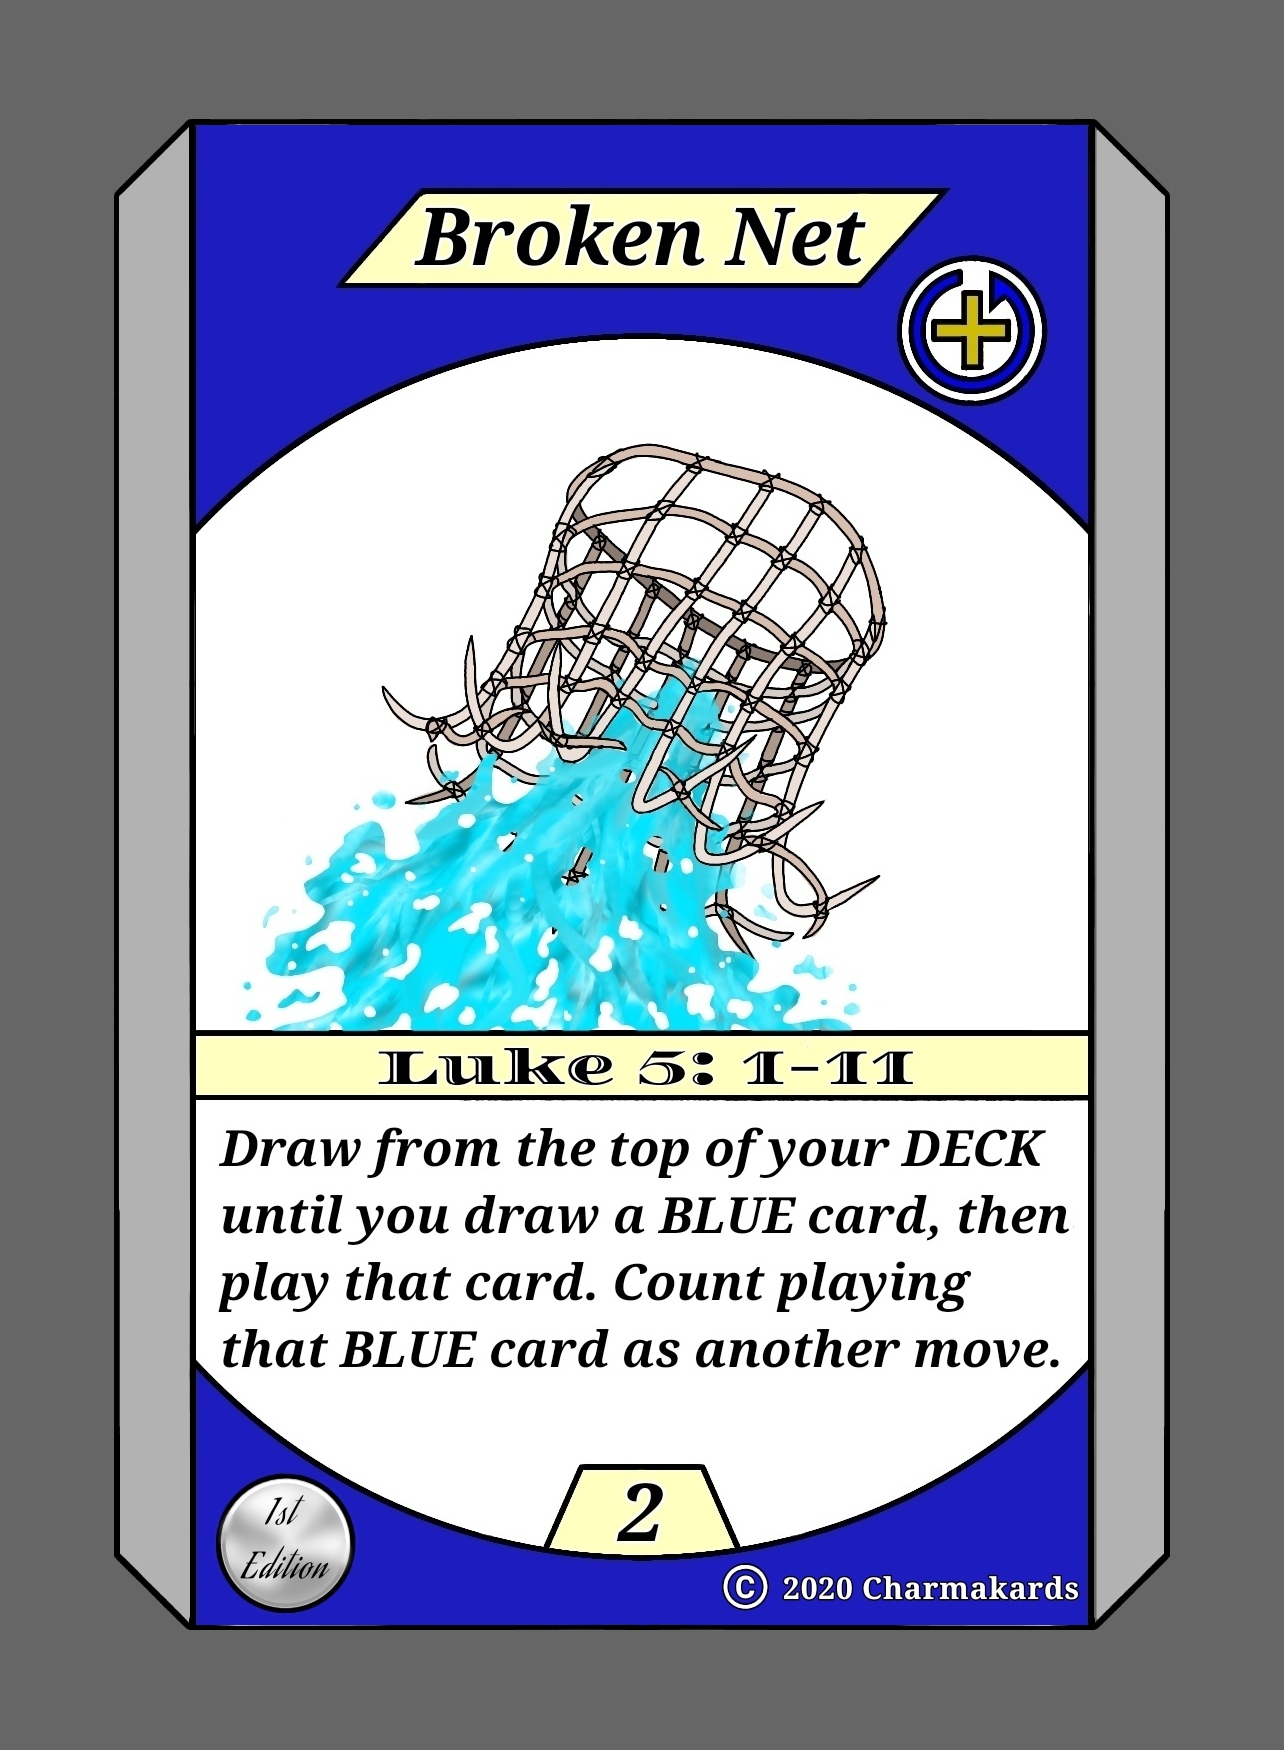 Broken Net
Luke 5: 1-11
Draw from the top of your DECK
until you draw a BLUE card, then
play that card. Count playing
that BLUE card as another move.
2
1st
Edition
© 2020 Charmakards